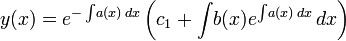 y(x) = e^{-\int a(x)\,dx} \left( c_1 + \int b(x) e^{\int a(x)\,dx}\,dx \right)